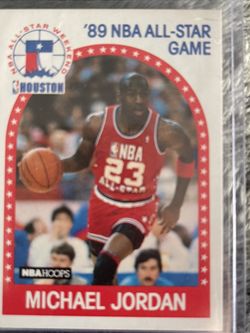 NBA ALL-STAR WEEKEND
HOUSTON
'89 NBA ALL-STAR
GAME
NBA
23
ALL-STAR
NBA HOOPS
MICHAEL JORDAN